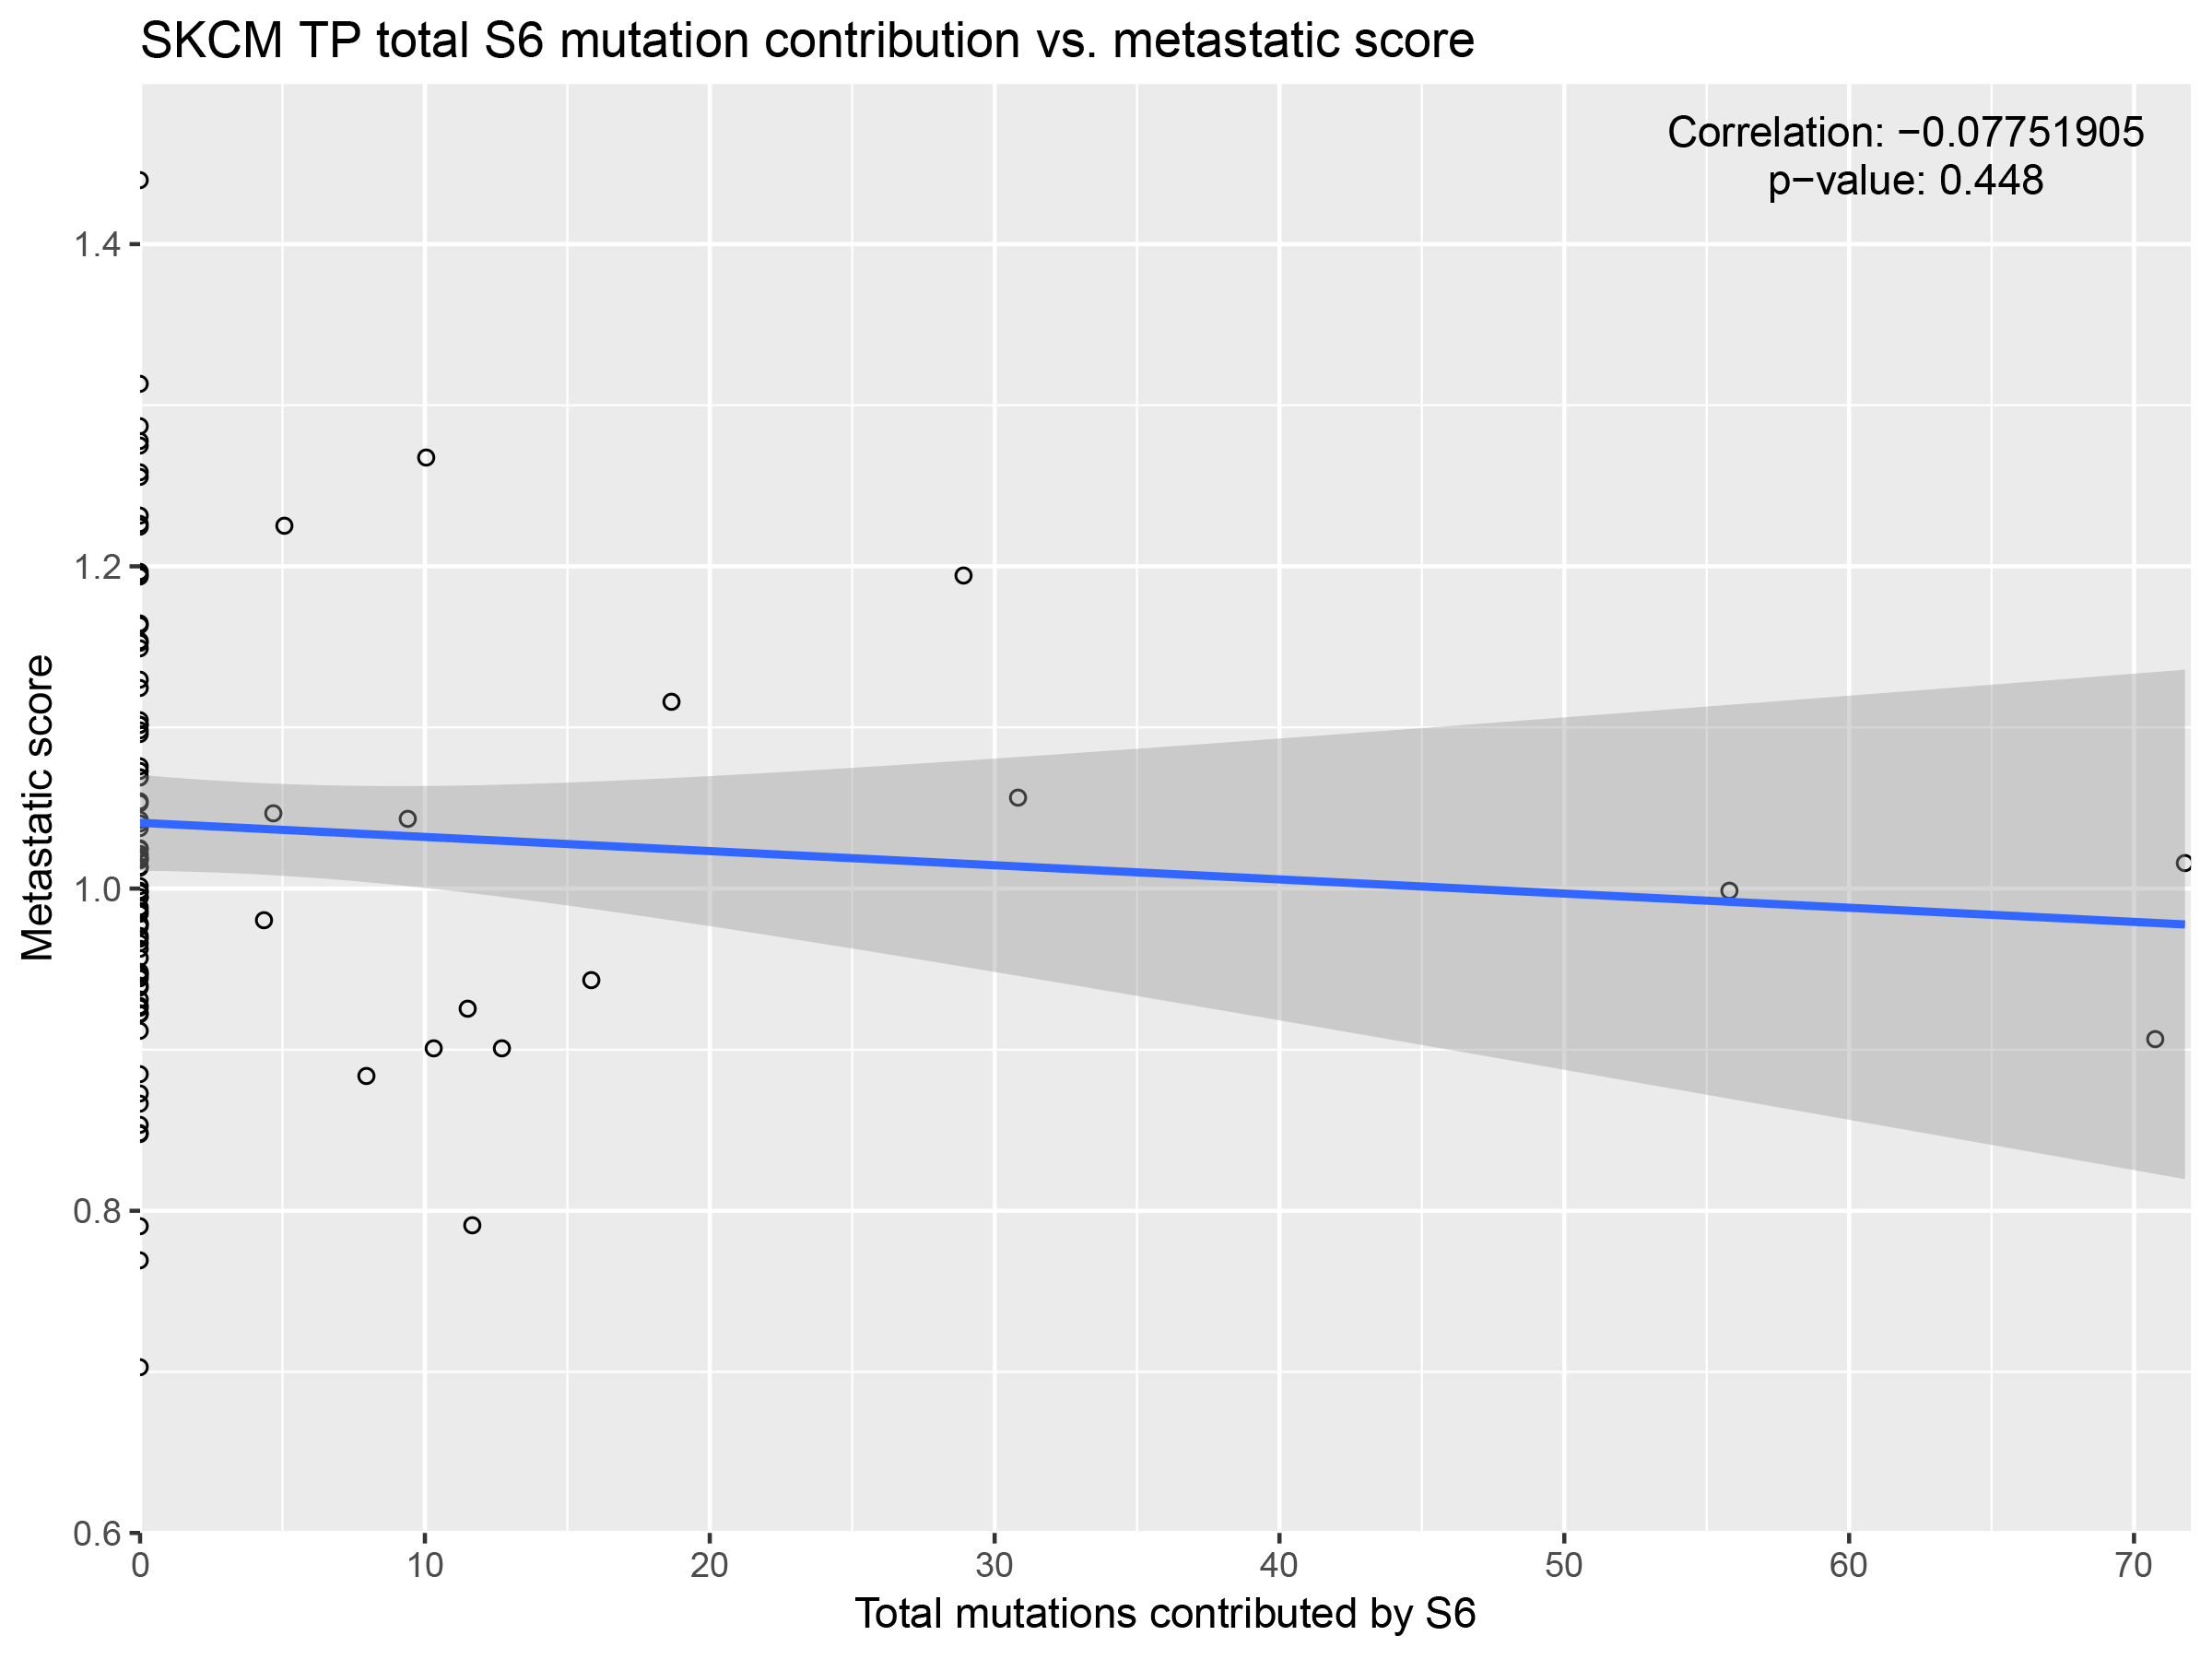 SKCM TP total S6 mutation contribution vs. metastatic score
Correlation: −0.07751905
p−value: 0.448
Metastatic score
1.4
1.2
1.0
0.8
0.6
0 10 20 30 40 50 60 70
Total mutations contributed by S6